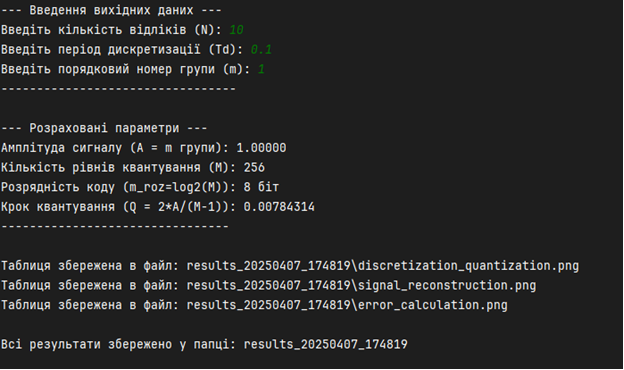 --- Введення вихідних даних ---
Введіть кількість відліків (N): 10
Введіть період дискретизації (Td): 0.1
Введіть порядковий номер групи (m): 1
---------------------------------
--- Розраховані параметри ---
Амплітуда сигналу (A = m групи): 1.00000
Кількість рівнів квантування (M): 256
Розрядність коду (m_roz=log2(M)): 8 біт
Крок квантування (Q = 2*A/(M-1)): 0.00784314
--------------------------------
Таблиця збережена в файл: results_20250407_174819\discretization_quantization.png
Таблиця збережена в файл: results_20250407_174819\signal_reconstruction.png
Таблиця збережена в файл: results_20250407_174819\error_calculation.png
Всі результати збережено у папці: results_20250407_174819